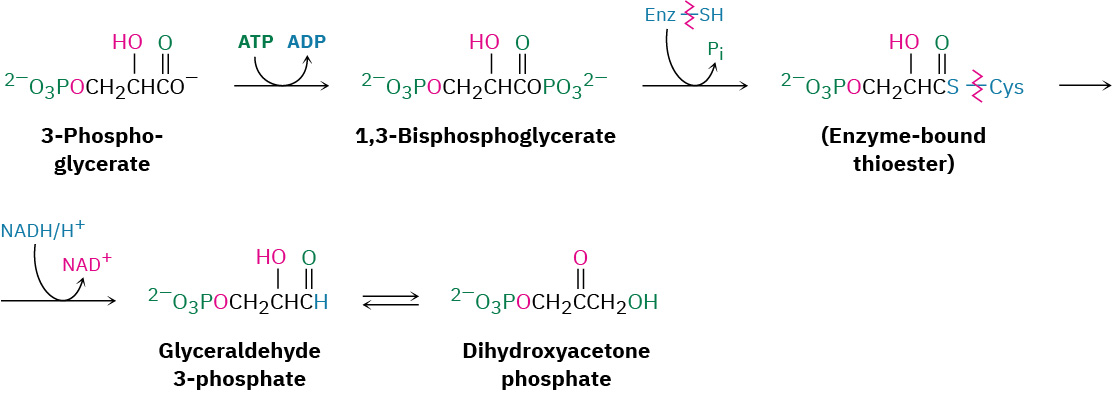 HO O ATP ADP HO O Enz SH Pi HO O
2−O3POCH2CHCO− 2−O3POCH2CHCOPO32− 2−O3POCH2CHCS Cys
3-Phospho- 1,3-Bisphosphoglycerate (Enzyme-bound
glycerate thioester)
NADH/H+
NAD+ HO O O
2−O3POCH2CHCH 2−O3POCH2CCH2OH
Glyceraldehyde Dihydroxyacetone
3-phosphate phosphate